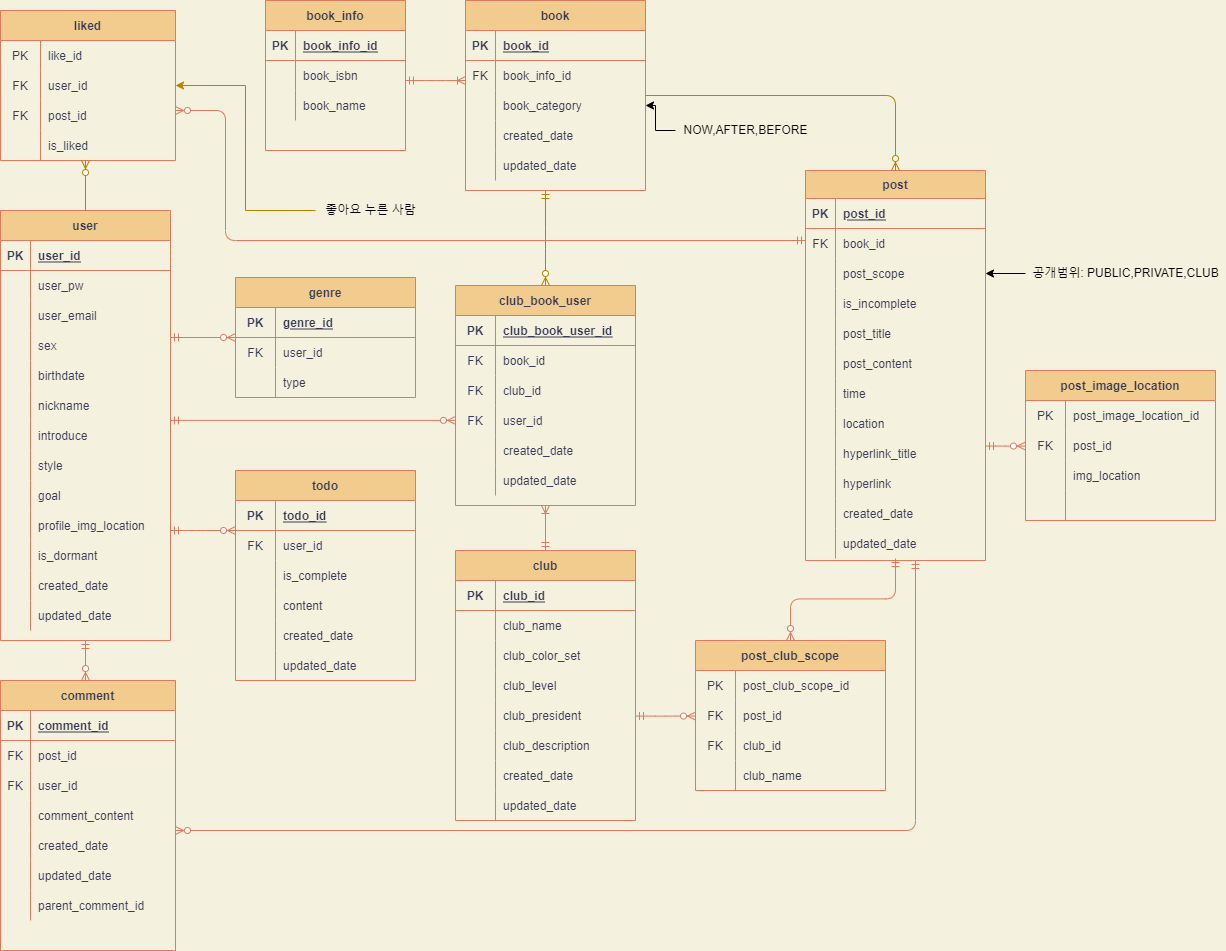 liked
PK like_id
FK user_id
FK post_id
is_liked
book_info
PK book_info_id
book_isbn
book_name
book
PK book_id
FK book_info_id
book_category
created_date
updated_date
NOW,AFTER,BEFORE
좋아요 누른 사람
user
PK user_id
user_pw
user_email
sex
birthdate
nickname
introduce
style
goal
profile_img_location
is_dormant
created_date
updated_date
genre
PK genre_id
FK user_id
type
todo
PK todo_id
FK user_id
is_complete
content
created_date
updated_date
club_book_user
PK club_book_user_id
FK book_id
FK club_id
FK user_id
created_date
updated_date
club
PK club_id
club_name
club_color_set
club_level
club_president
club_description
created_date
updated_date
post
PK post_id
FK book_id
post_scope
is_incomplete
post_title
post_content
time
location
hyperlink_title
hyperlink
created_date
updated_date
공개범위: PUBLIC,PRIVATE,CLUB
post_image_location
PK post_image_location_id
FK post_id
img_location
post_club_scope
PK post_club_scope_id
FK post_id
FK club_id
club_name
comment
PK comment_id
FK post_id
FK user_id
comment_content
created_date
updated_date
parent_comment_id